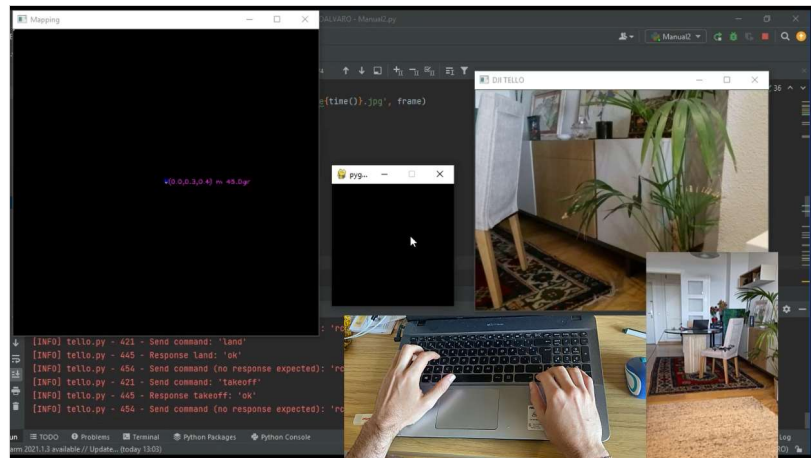 Mapping
DALVARO - Manual2.py
Manual2
e{time()}.jpg', frame)
DJI TELLO
36
(0.0,0.3,0.4) m 45.0gr
pyg...
[INFO] tello.py - 421 - Send command: 'land'
[INFO] tello.py - 445 - Response land: 'ok'
[INFO] tello.py - 454 - Send command (no response expected): 'rc
[INFO] tello.py - 421 - Send command: 'takeoff'
[INFO] tello.py - 445 - Response takeoff: 'ok'
[INFO] tello.py - 454 - Send command (no response expected): 'rc
un TODO Problems Terminal Python Packages Python Console Log
arm 2021.1.3 available // Update... (today 13:03)